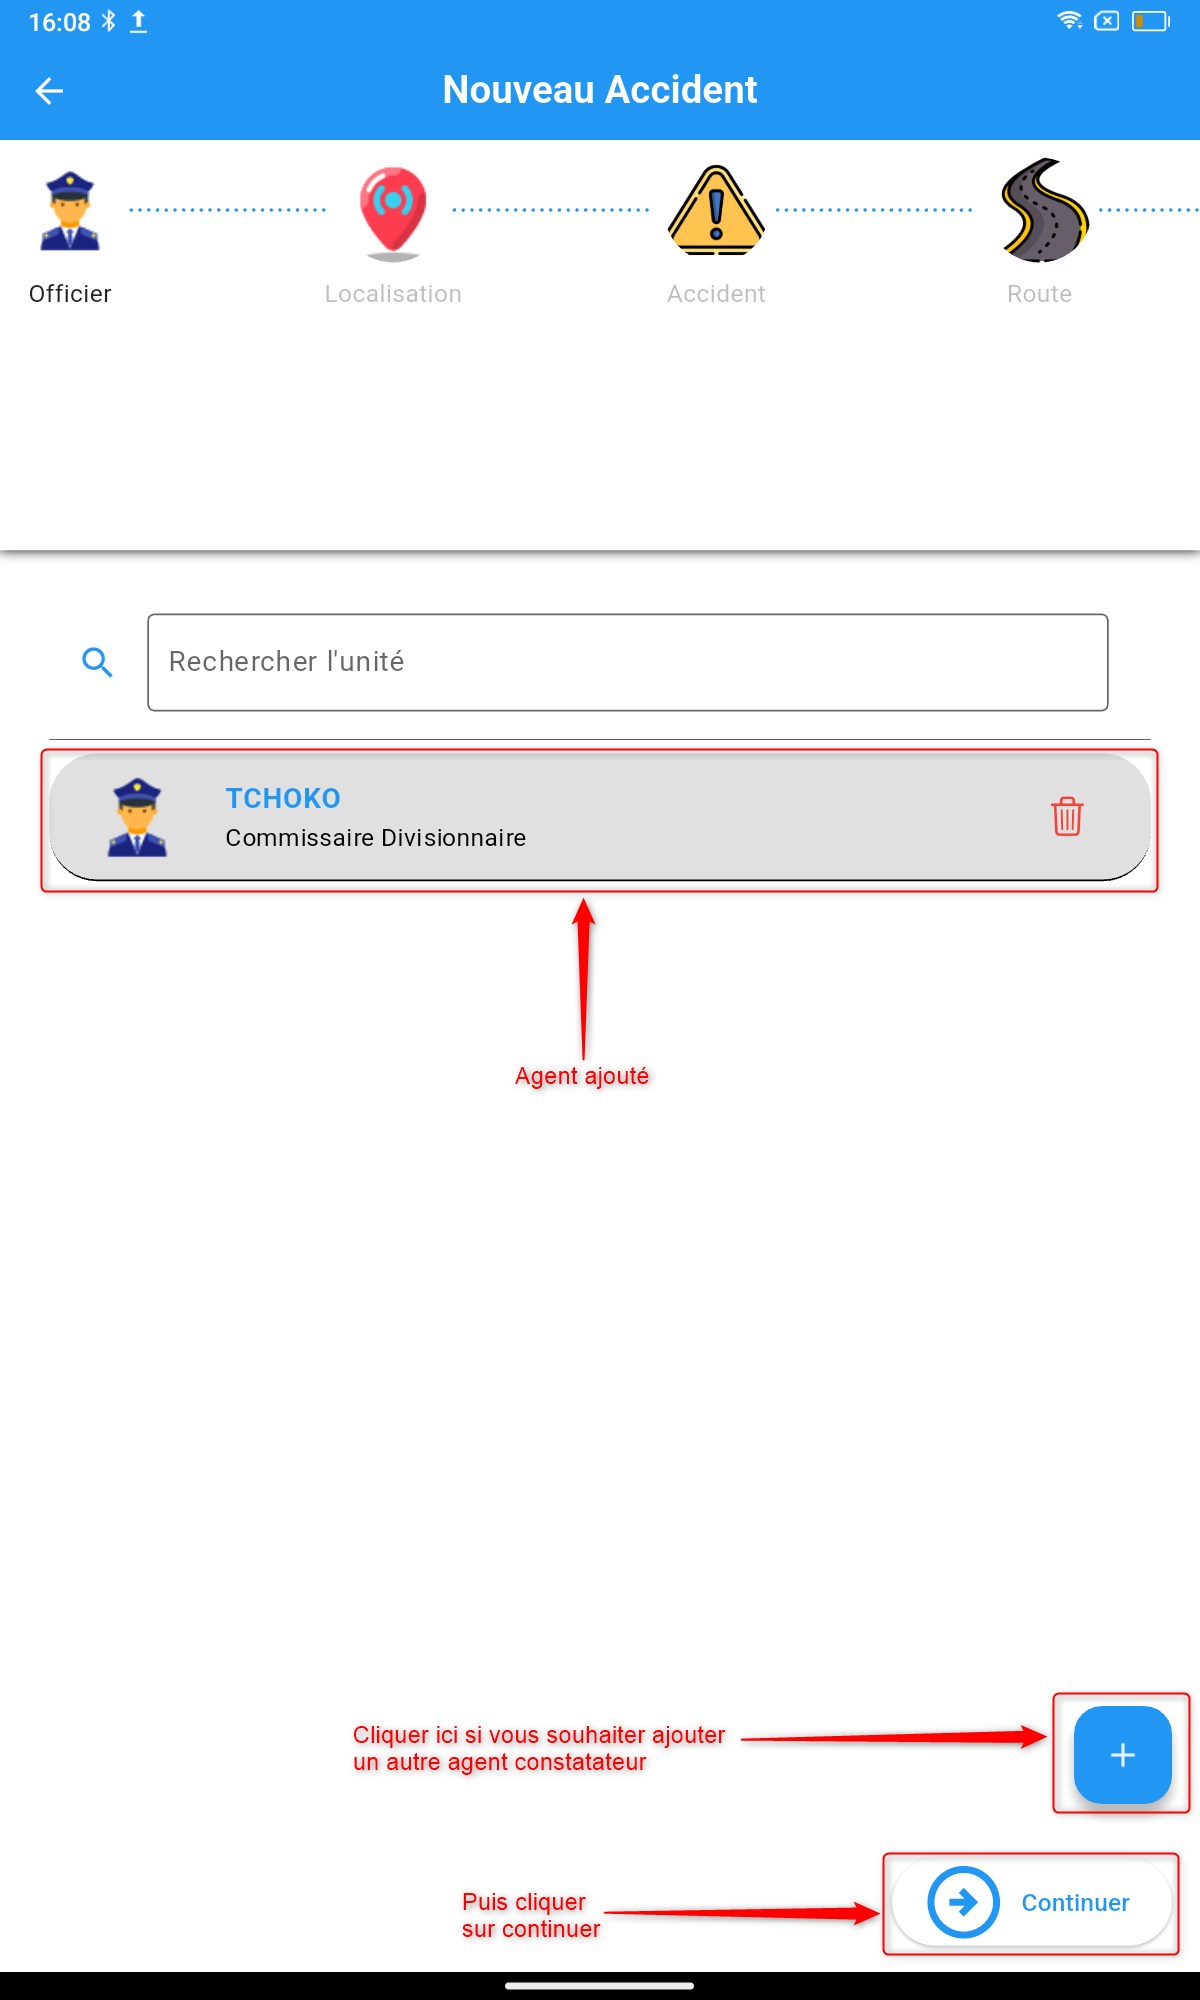 16:08
Nouveau Accident
Officier
Localisation
Accident
Route
Rechercher l'unité
TCHOKO
Commissaire Divisionnaire
Agent ajouté
Cliquer ici si vous souhaiter ajouter
un autre agent constatateur
Puis cliquer
sur continuer
Continuer